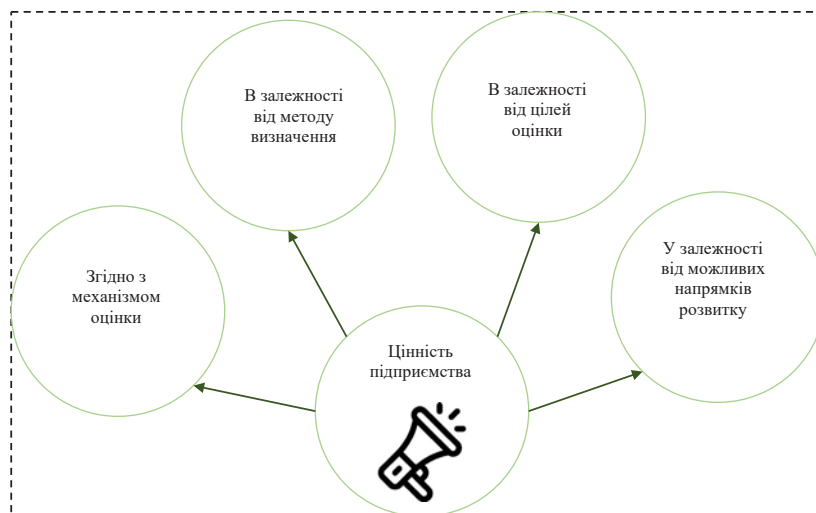 В залежності
від методу
визначення
В залежності
від цілей
оцінки
Згідно з
механізмом
оцінки
У залежності
від можливих
напрямків
розвитку
Цінність
підприємства